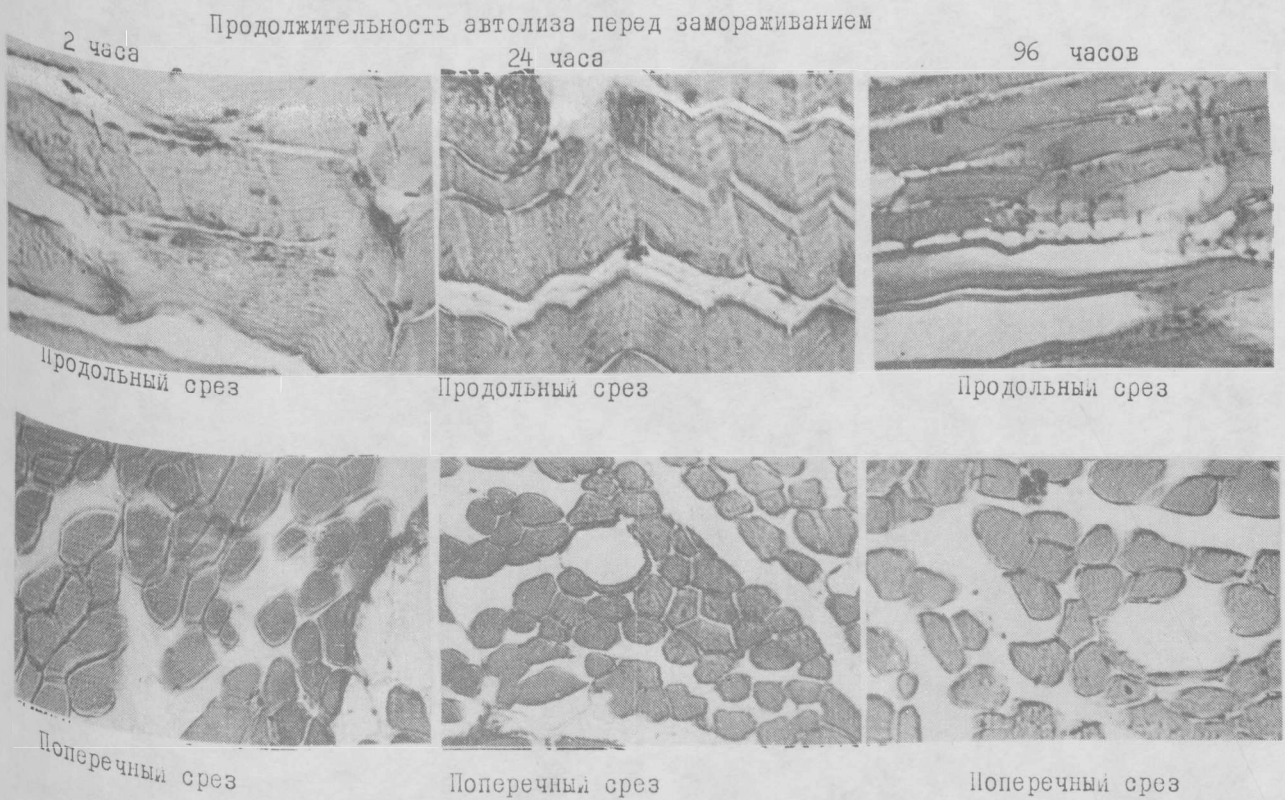 Продолжительность автолиза перед замораживанием
2 часа 24 часа 96 часов
Продольный срез Продольный срез Продольный срез
Поперечный срез Поперечный срез Поперечный срез